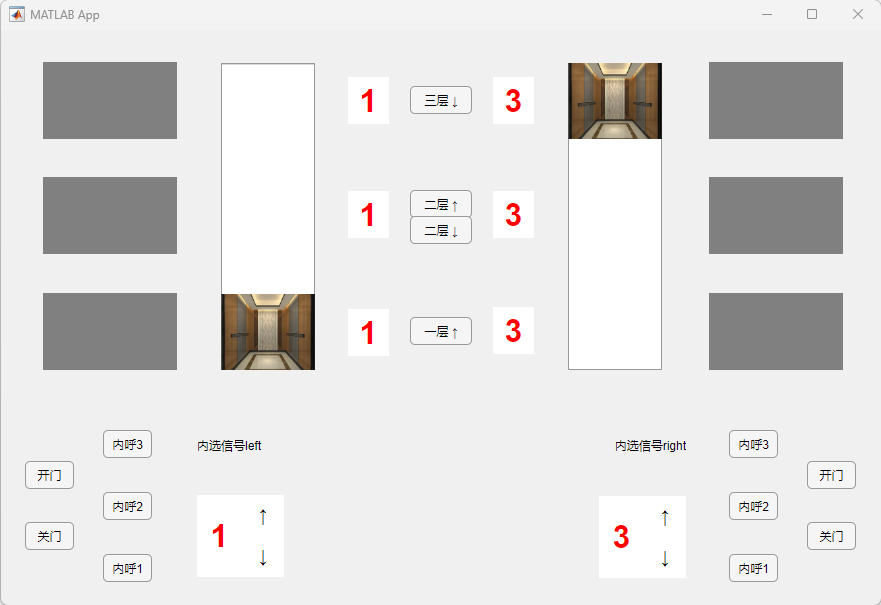 MATLAB App
1 三层↓ 3
1 二层↑ 3
二层↓
1 一层↑ 3
内呼3 内选信号left 内选信号right 内呼3
开门 开门
内呼2 内呼2
1 ↑ 3 ↑
关门 关门
↓ ↓
内呼1 内呼1